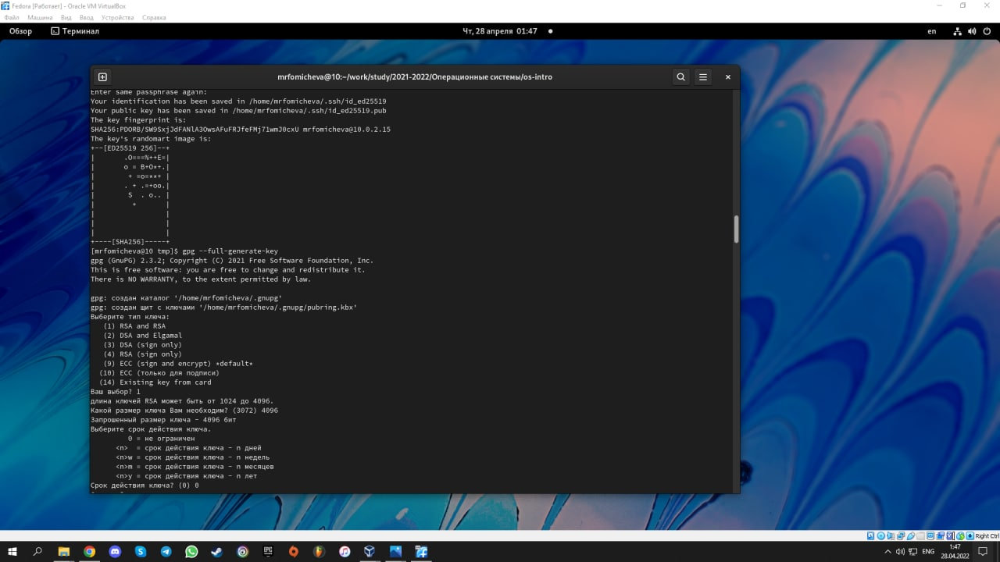 Fedora [Работает] - Oracle VM VirtualBox
Файл Машина Вид Ввод Устройства Справка
Обзор Терминал Чт, 28 апреля 01:47 en
mrfomicheva@10:~/work/study/2021-2022/Операционные системы/os-intro
Enter same passphrase again:
Your identification has been saved in /home/mrfomicheva/.ssh/id_ed25519
Your public key has been saved in /home/mrfomicheva/.ssh/id_ed25519.pub
The key fingerprint is:
SHA256:PDORB/SW9SxjJdFANlA3OwsAFuFRJfeFMj71wmJ0cxU mrfomicheva@10.0.2.15
The key's randomart image is:
+--[ED25519 256]--+
|       .O===%++E=|
|       o = B+O*+.|
|        + =o=**+ |
|       . + .=+oo.|
|        S  . o.. |
|         +       |
|                 |
|                 |
|                 |
+----[SHA256]-----+
[mrfomicheva@10 tmp]$ gpg --full-generate-key
gpg (GnuPG) 2.3.2; Copyright (C) 2021 Free Software Foundation, Inc.
This is free software: you are free to change and redistribute it.
There is NO WARRANTY, to the extent permitted by law.
gpg: создан каталог '/home/mrfomicheva/.gnupg'
gpg: создан щит с ключами '/home/mrfomicheva/.gnupg/pubring.kbx'
Выберите тип ключа:
(1) RSA and RSA
(2) DSA and Elgamal
(3) DSA (sign only)
(4) RSA (sign only)
(9) ECC (sign and encrypt) *default*
(10) ECC (только для подписи)
(14) Existing key from card
Ваш выбор? 1
длина ключей RSA может быть от 1024 до 4096.
Какой размер ключа Вам необходим? (3072) 4096
Запрошенный размер ключа - 4096 бит
Выберите срок действия ключа.
0 = не ограничен
<n>  = срок действия ключа - n дней
<n>w = срок действия ключа - n недель
<n>m = срок действия ключа - n месяцев
<n>y = срок действия ключа - n лет
Срок действия ключа? (0) 0
Right Ctrl
EPIC
ENG
1:47
28.04.2022